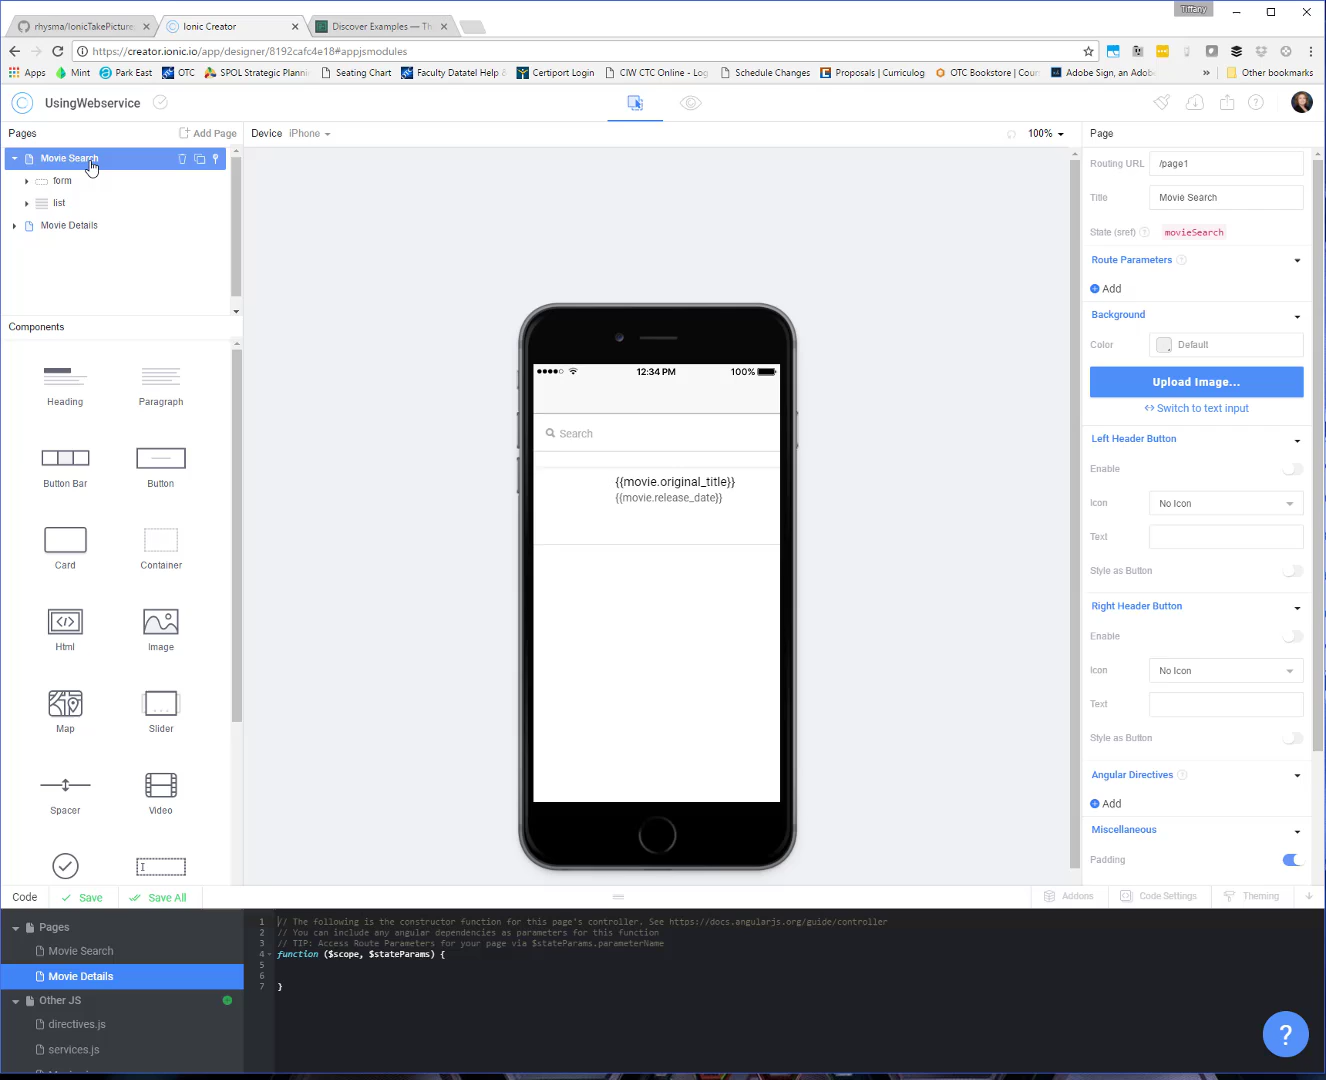 Tiffany
rhysma/IonicTakePicture
Ionic Creator
Discover Examples — Th
https://creator.ionic.io/app/designer/8192cafc4e18#appjsmodules
Apps
Mint
Park East
OTC
SPOL Strategic Planni
Seating Chart
Faculty Datatel Help &
Certiport Login
CIW CTC Online - Log
Schedule Changes
Proposals | Curriculog
OTC Bookstore | Coun
Adobe Sign, an Adob
»
Other bookmarks
UsingWebservice
Pages
Add Page
Device iPhone
100%
Page
Movie Search
form
list
Movie Details
Routing URL /page1
Title Movie Search
State (sref) movieSearch
Route Parameters
Add
Background
Color Default
Upload Image...
Switch to text input
Left Header Button
Enable
Icon No Icon
Text
Style as Button
Right Header Button
Enable
Icon No Icon
Text
Style as Button
Angular Directives
Add
Miscellaneous
Padding
Components
Heading
Paragraph
Button Bar
Button
Card
Container
Html
Image
Map
Slider
Spacer
Video
12:34 PM
100%
Search
{{movie.original_title}}
{{movie.release_date}}
Code
Save
Save All
Addons
Code Settings
Theming
Pages
Movie Search
Movie Details
Other JS
directives.js
services.js
1 // The following is the constructor function for this page's controller. See https://docs.angularjs.org/guide/controller
2 // You can include any angular dependencies as parameters for this function
3 // TIP: Access Route Parameters for your page via $stateParams.parameterName
4 function ($scope, $stateParams) {
5
6
7 }
?